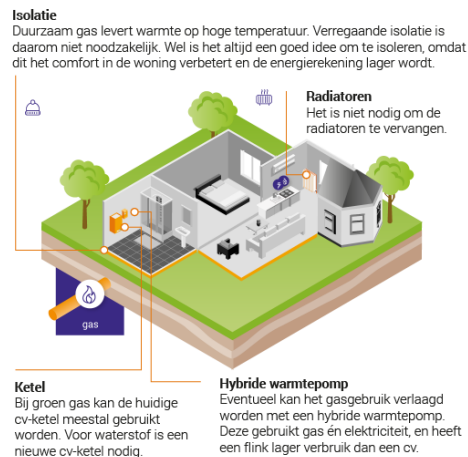 Isolatie
Duurzaam gas levert warmte op hoge temperatuur. Verregaande isolatie is
daarom niet noodzakelijk. Wel is het altijd een goed idee om te isoleren, omdat
dit het comfort in de woning verbetert en de energierekening lager wordt.
Radiatoren
Het is niet nodig om de
radiatoren te vervangen.
gas
Ketel
Bij groen gas kan de huidige
cv-ketel meestal gebruikt
worden. Voor waterstof is een
nieuwe cv-ketel nodig.
Hybride warmtepomp
Eventueel kan het gasgebruik verlaagd
worden met een hybride warmtepomp.
Deze gebruikt gas én elektriciteit, en heeft
een flink lager verbruik dan een cv.